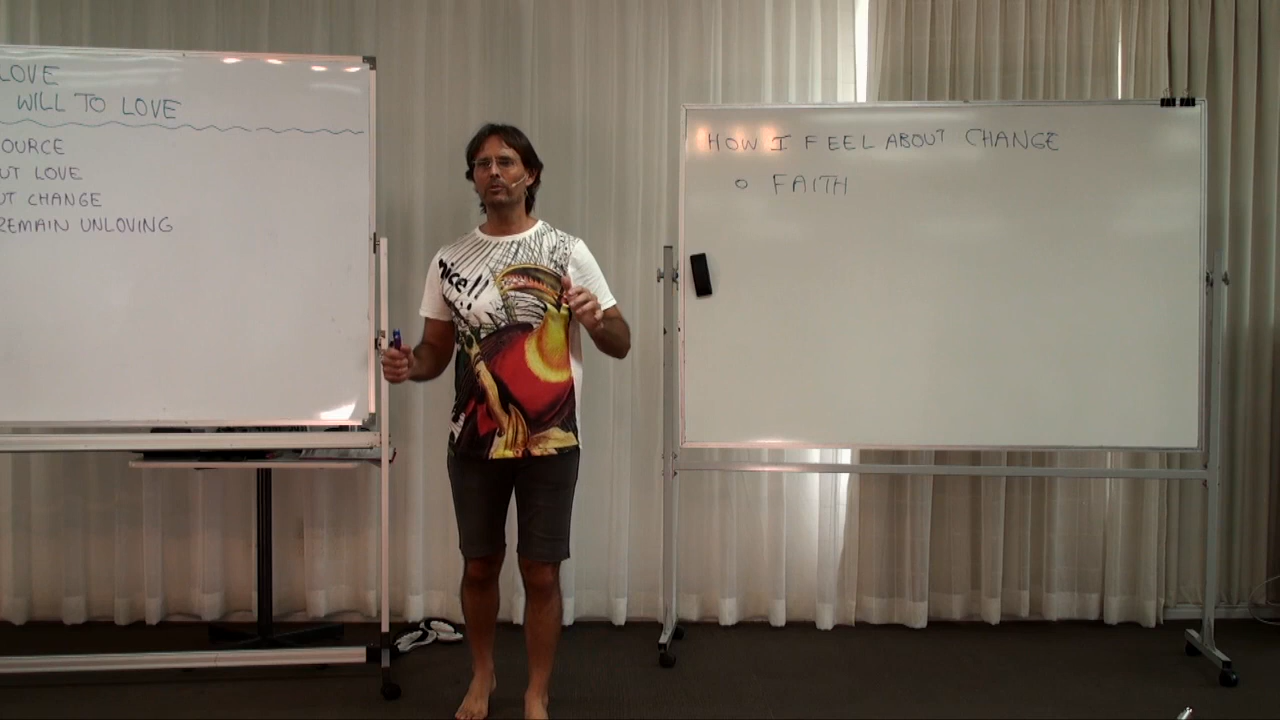 LOVE
WILL TO LOVE
OURCE
UT LOVE
UT CHANGE
REMAIN UNLOVING
nice!!
HOW I FEEL ABOUT CHANGE
o FAITH